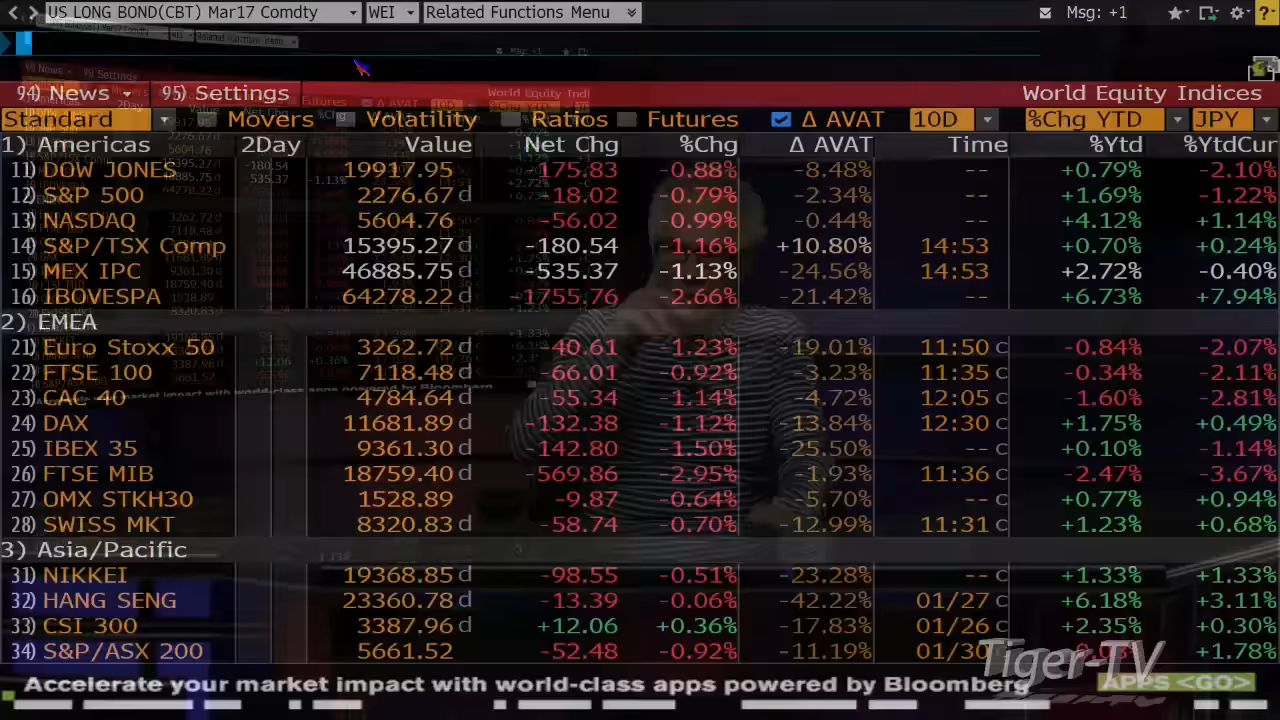 US LONG BOND(CBT) Mar17 Comdty WEI Related Functions Menu Msg: +1 ?
94) News 95) Settings World Equity Indices
Standard Movers Volatility Ratios Futures Δ AVAT 10D %Chg YTD JPY
1) Americas 2Day Value Net Chg %Chg Δ AVAT Time %Ytd %YtdCur
11) DOW JONES 19917.95 -175.83 -0.88% -8.48% -- +0.79% -2.10%
12) S&P 500 2276.67 d -18.02 -0.79% -2.34% -- +1.69% -1.22%
13) NASDAQ 5604.76 -56.02 -0.99% -0.44% -- +4.12% +1.14%
14) S&P/TSX Comp 15395.27 d -180.54 -1.16% +10.80% 14:53 +0.70% +0.24%
15) MEX IPC 46885.75 d -535.37 -1.13% -24.56% 14:53 +2.72% -0.40%
16) IBOVESPA 64278.22 d -1755.76 -2.66% -21.42% -- +6.73% +7.94%
2) EMEA
21) Euro Stoxx 50 3262.72 d -40.61 -1.23% -19.01% 11:50 c -0.84% -2.07%
22) FTSE 100 7118.48 d -66.01 -0.92% -3.23% 11:35 c -0.34% -2.11%
23) CAC 40 4784.64 d -55.34 -1.14% -4.72% 12:05 c -1.60% -2.81%
24) DAX 11681.89 d -132.38 -1.12% -13.84% 12:30 c +1.75% +0.49%
25) IBEX 35 9361.30 d -142.80 -1.50% -25.50% -- c +0.10% -1.14%
26) FTSE MIB 18759.40 d -569.86 -2.95% -1.93% 11:36 c -2.47% -3.67%
27) OMX STKH30 1528.89 -9.87 -0.64% -5.70% -- c +0.77% +0.94%
28) SWISS MKT 8320.83 d -58.74 -0.70% -12.99% 11:31 c +1.23% +0.68%
3) Asia/Pacific
31) NIKKEI 19368.85 d -98.55 -0.51% -23.28% -- c +1.33% +1.33%
32) HANG SENG 23360.78 d -13.39 -0.06% -42.22% 01/27 c +6.18% +3.11%
33) CSI 300 3387.96 d +12.06 +0.36% -17.83% 01/26 c +2.35% +0.30%
34) S&P/ASX 200 5661.52 -52.48 -0.92% -11.19% 01/30 +1.78%
Tiger-TV
Accelerate your market impact with world-class apps powered by Bloomberg APPS <GO>